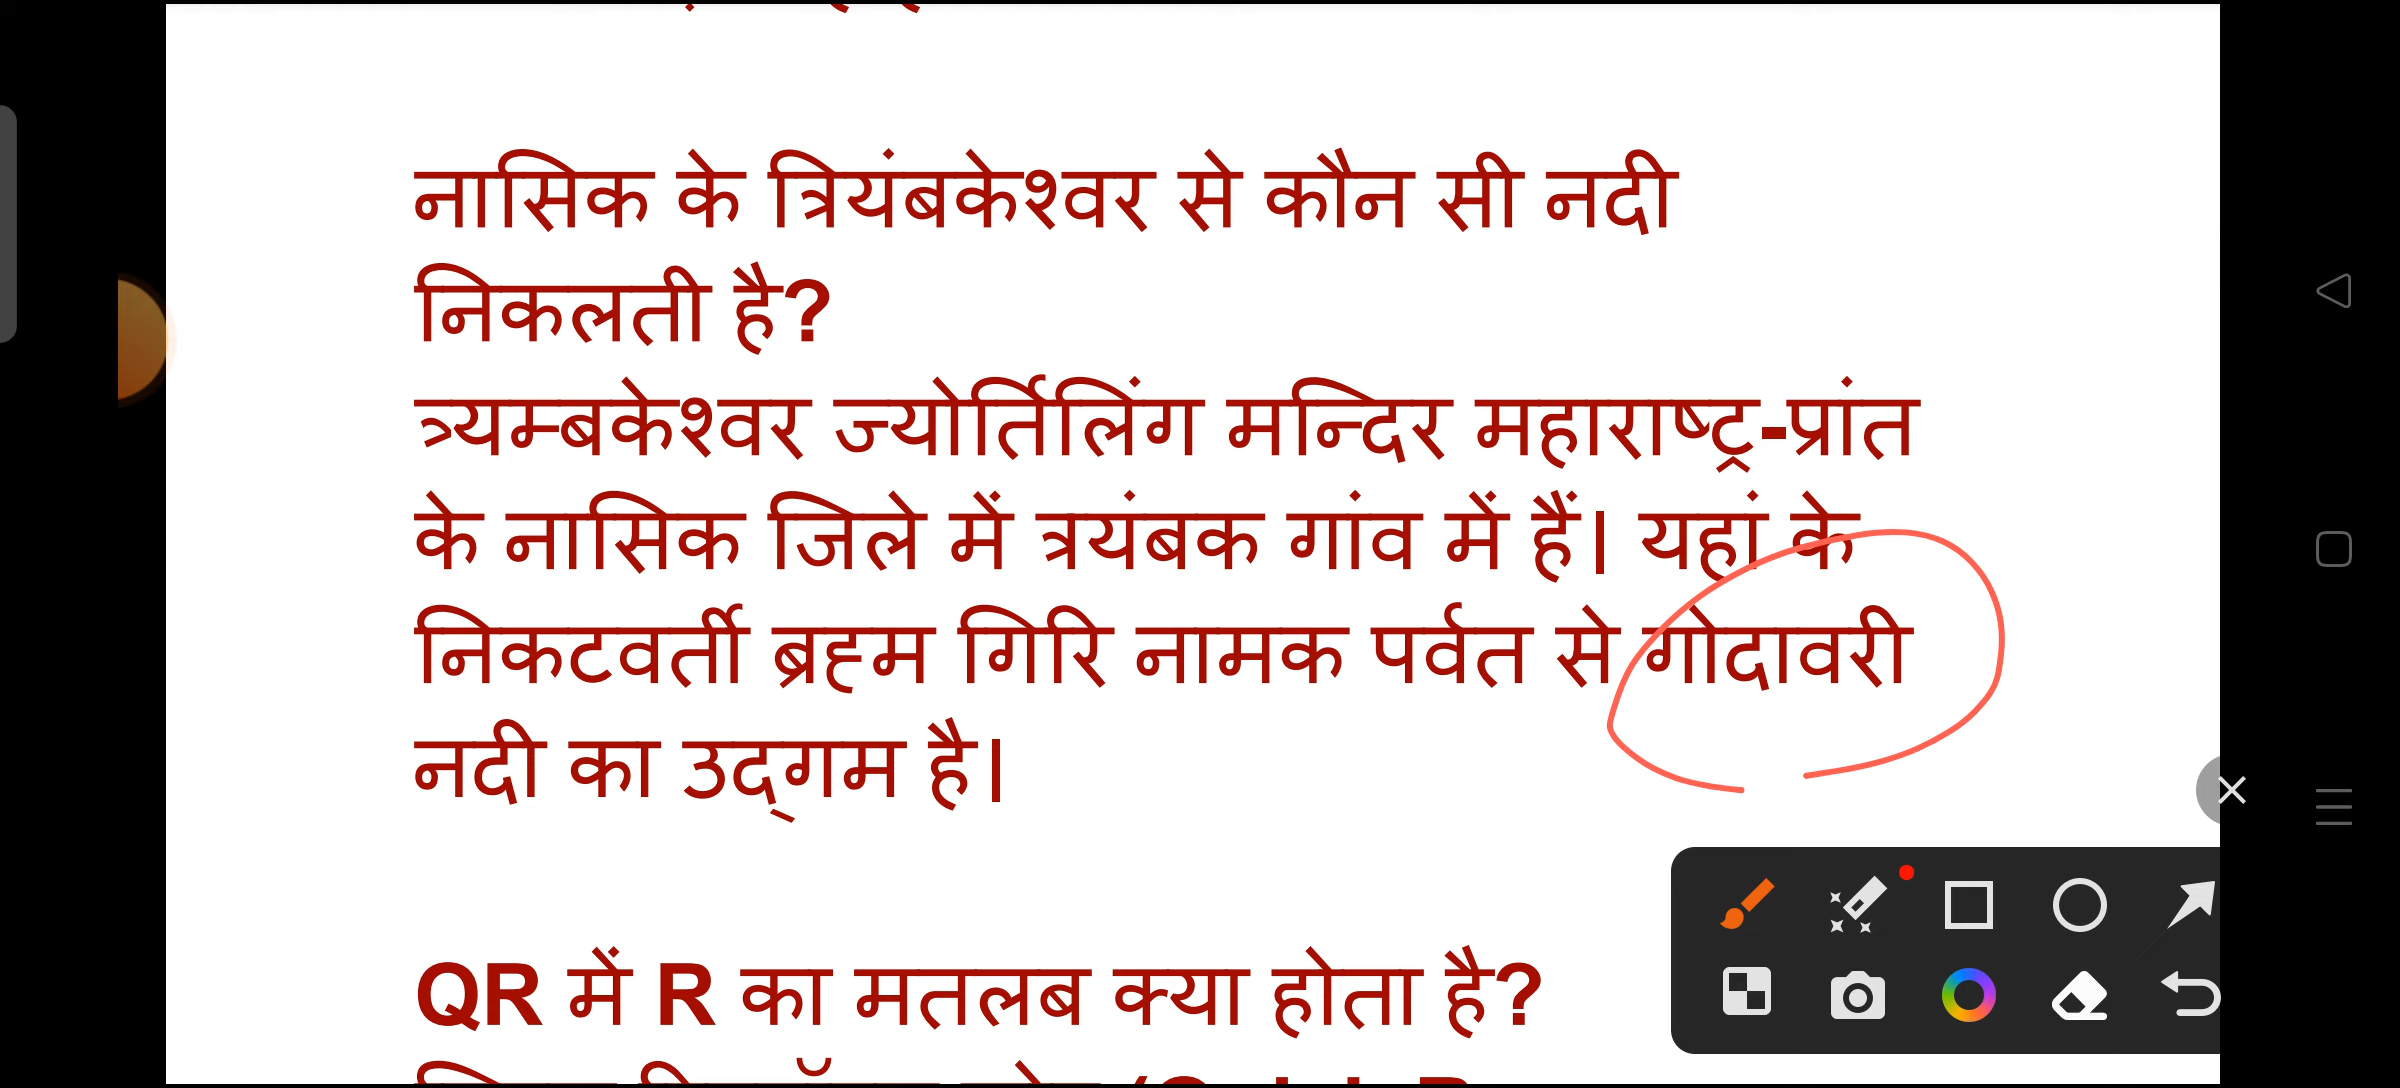 नासिक के त्रियंबकेश्वर से कौन सी नदी
निकलती है?
त्र्यम्बकेश्वर ज्योर्तिलिंग मन्दिर महाराष्ट्र-प्रांत
के नासिक जिले में त्रयंबक गांव में हैं। यहां के
निकटवर्ती ब्रह्म गिरि नामक पर्वत से गोदावरी
नदी का उद्गम है।
QR में R का मतलब क्या होता है?